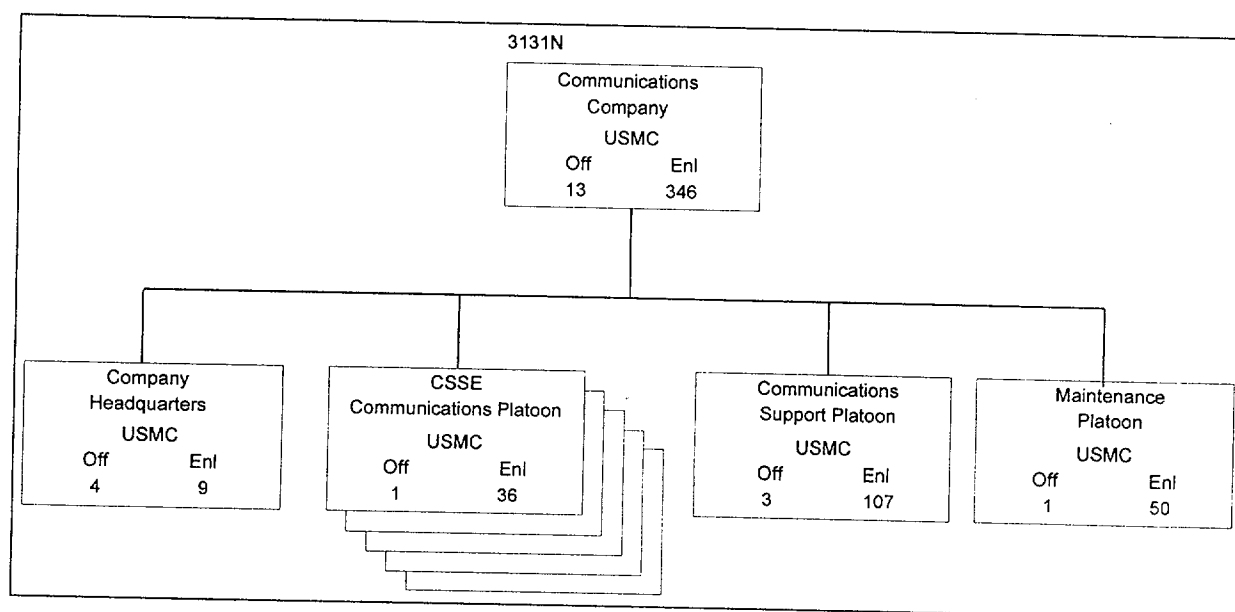 3131N
Communications
Company
USMC
Off Enl
13 346
Company
Headquarters
USMC
Off Enl
4 9
CSSE
Communications Platoon
USMC
Off Enl
1 36
Communications
Support Platoon
USMC
Off Enl
3 107
Maintenance
Platoon
USMC
Off Enl
1 50